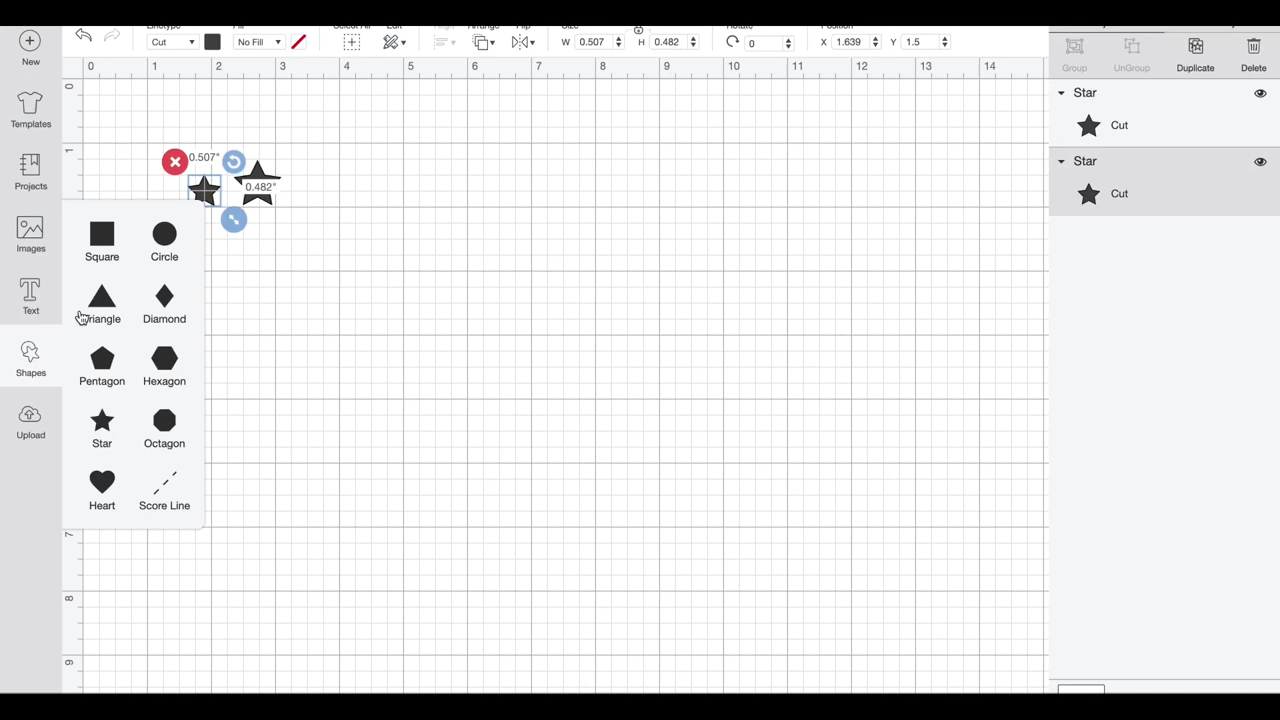 Cut
No Fill
W 0.507
H 0.482
0
X 1.639
Y 1.5
New
Templates
Projects
Images
Text
Shapes
Upload
0 1 2 3 4 5 6 7 8 9 10 11 12 13 14
0
1
7
8
9
0.507"
0.482"
Square
Circle
Triangle
Diamond
Pentagon
Hexagon
Star
Octagon
Heart
Score Line
Group
UnGroup
Duplicate
Delete
Star
Cut
Star
Cut